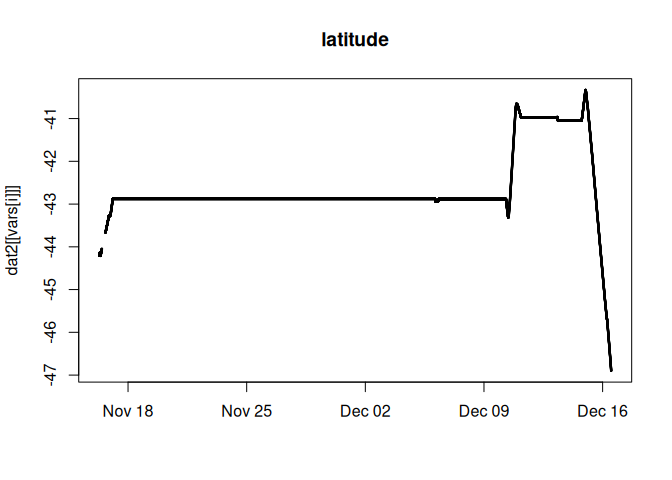 latitude
dat2[[vars[i]]]
-41
-42
-43
-44
-45
-46
-47
Nov 18
Nov 25
Dec 02
Dec 09
Dec 16